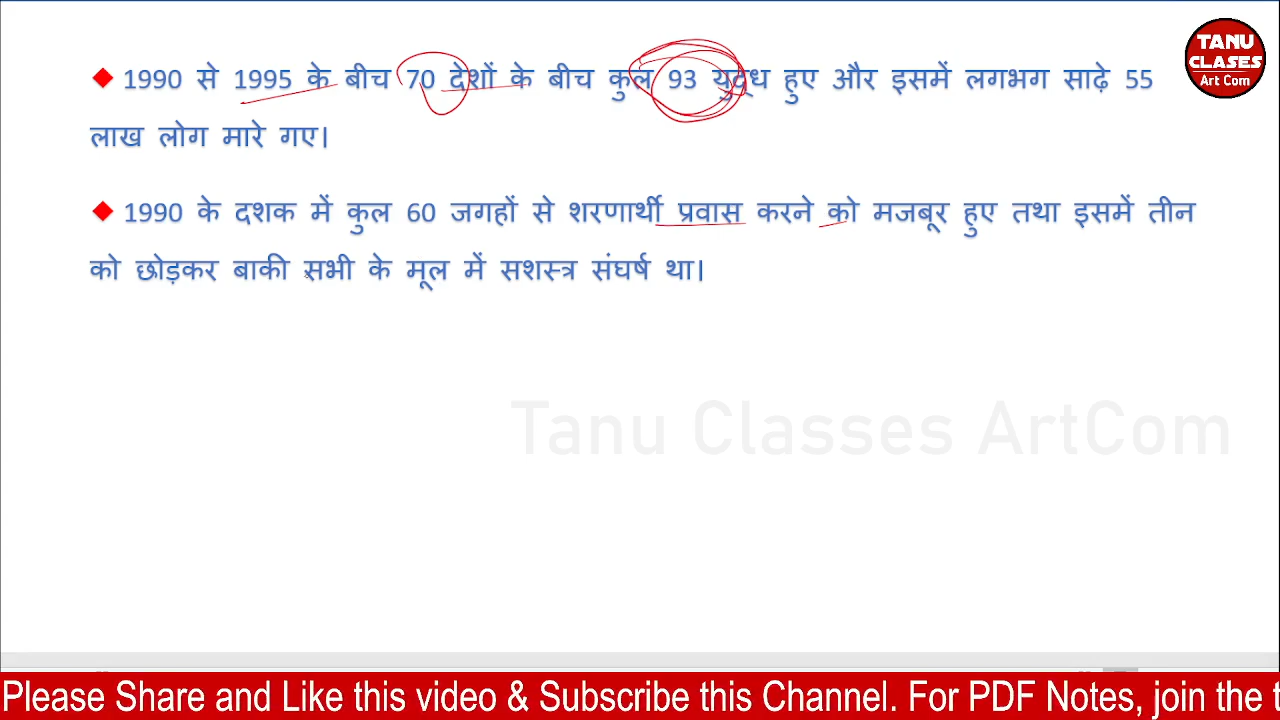 TANU
CLASES
Art Com
1990 से 1995 के बीच 70 देशों के बीच कुल 93 युद्ध हुए और इसमें लगभग साढ़े 55
लाख लोग मारे गए।
1990 के दशक में कुल 60 जगहों से शरणार्थी प्रवास करने को मजबूर हुए तथा इसमें तीन
को छोड़कर बाकी सभी के मूल में सशस्त्र संघर्ष था।
Tanu Classes ArtCom
Please Share and Like this video & Subscribe this Channel. For PDF Notes, join the t